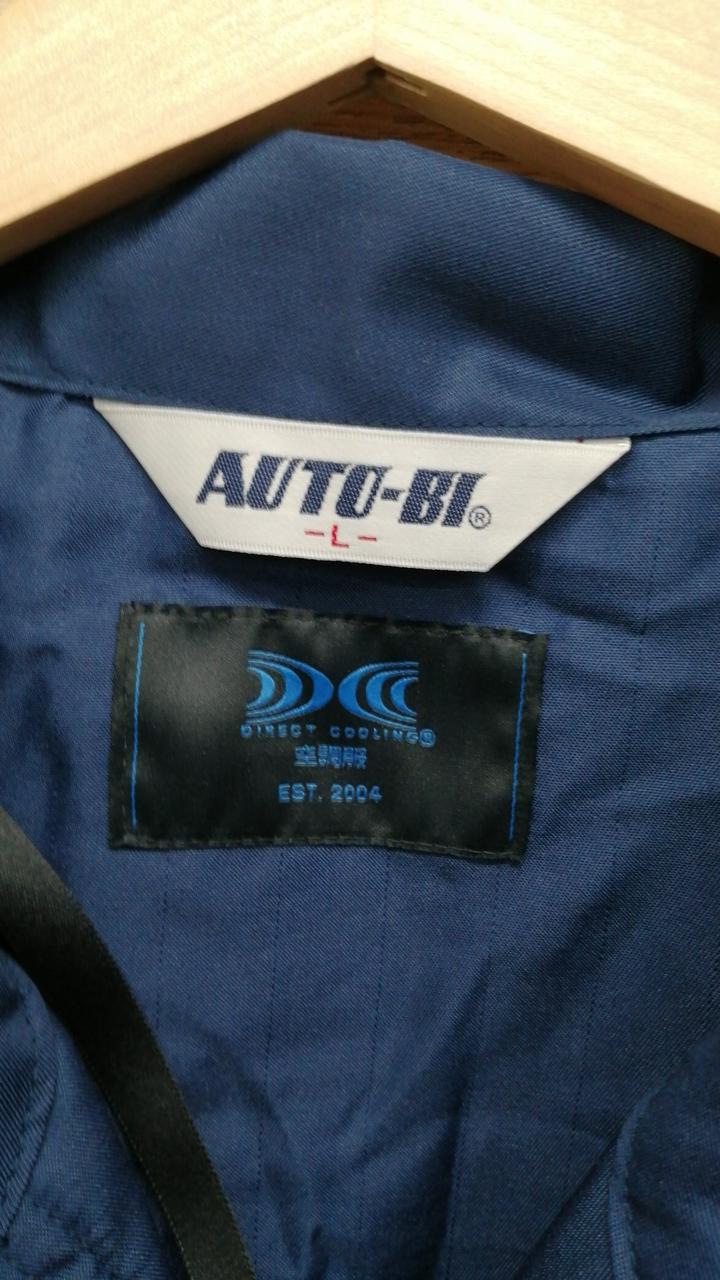 AUTO-BI®
-L-
DIRECT COOLING®
空調服
EST. 2004